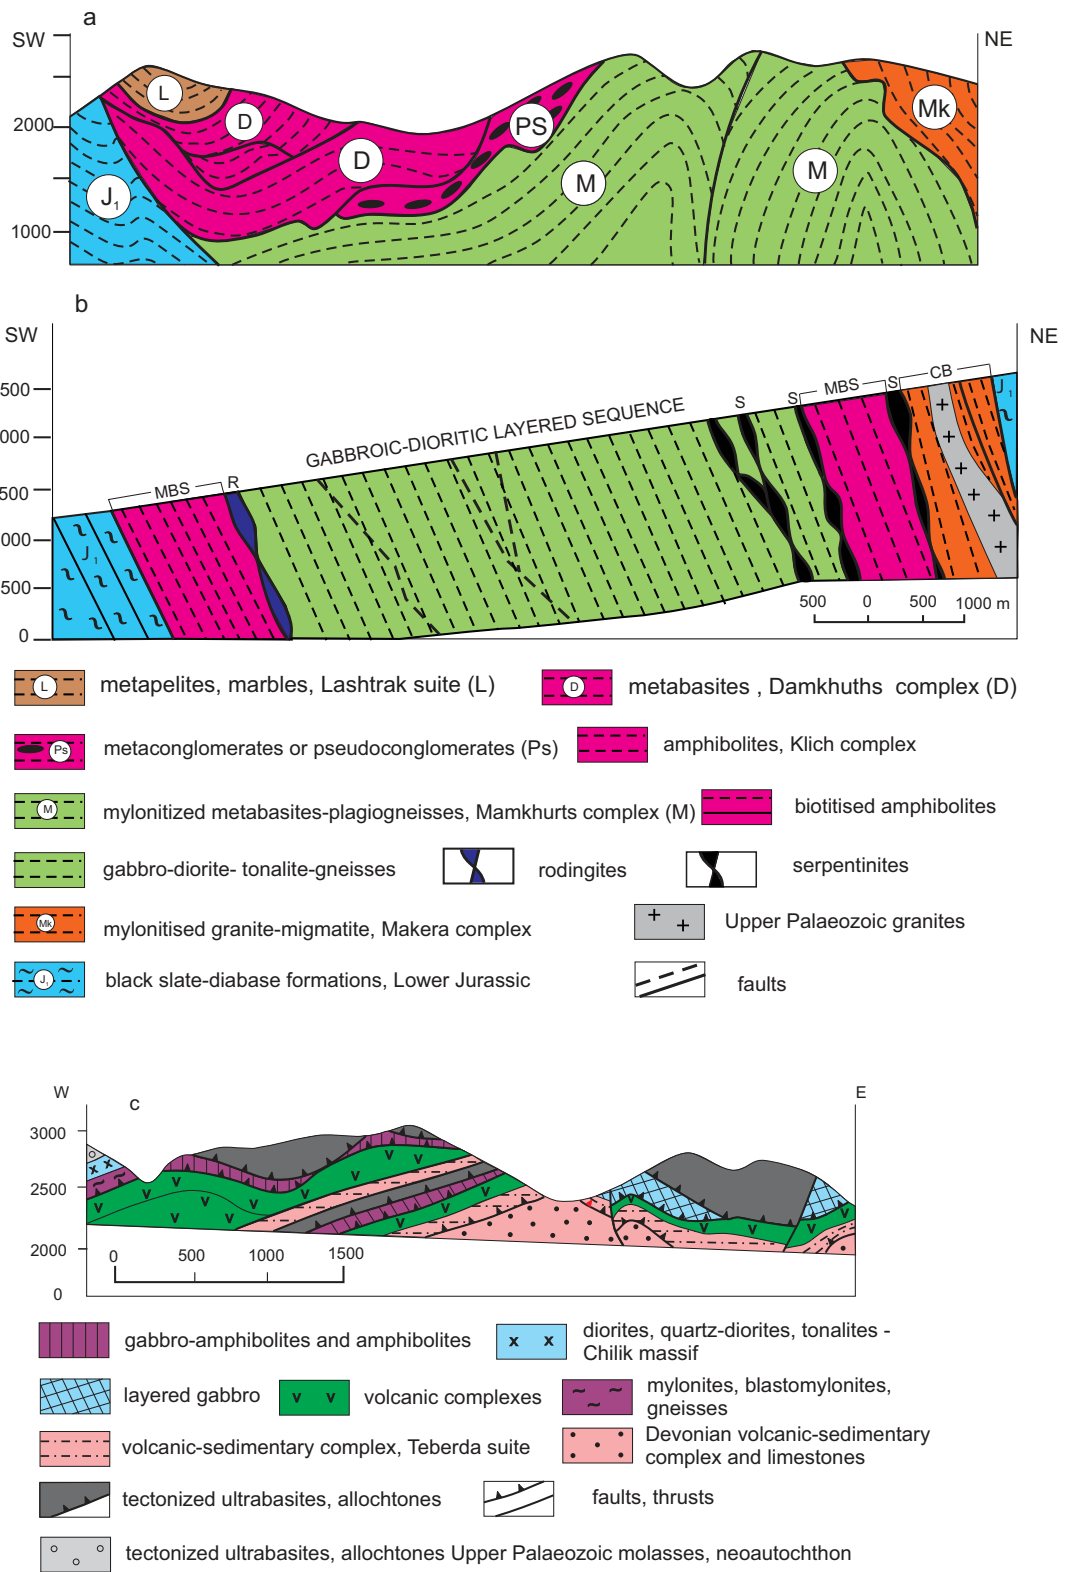 a
SW
NE
L
D
PS
Mk
2000
D
M
M
J1
1000
b
SW
NE
500
000
500
000
500
0
MBS
R
GABBROIC-DIORITIC LAYERED SEQUENCE
S
S
MBS
S
CB
J1
J1
500 0 500 1000 m
L metapelites, marbles, Lashtrak suite (L)
D metabasites , Damkhuths complex (D)
Ps metaconglomerates or pseudoconglomerates (Ps)
amphibolites, Klich complex
M mylonitized metabasites-plagiogneisses, Mamkhurts complex (M)
biotitised amphibolites
gabbro-diorite- tonalite-gneisses
rodingites
serpentinites
Mk mylonitised granite-migmatite, Makera complex
Upper Palaeozoic granites
J1 black slate-diabase formations, Lower Jurassic
faults
W
c
E
3000
2500
2000
0
0 500 1000 1500
gabbro-amphibolites and amphibolites
diorites, quartz-diorites, tonalites -
Chilik massif
layered gabbro
volcanic complexes
mylonites, blastomylonites,
gneisses
volcanic-sedimentary complex, Teberda suite
Devonian volcanic-sedimentary
complex and limestones
tectonized ultrabasites, allochtones
faults, thrusts
tectonized ultrabasites, allochtones Upper Palaeozoic molasses, neoautochthon